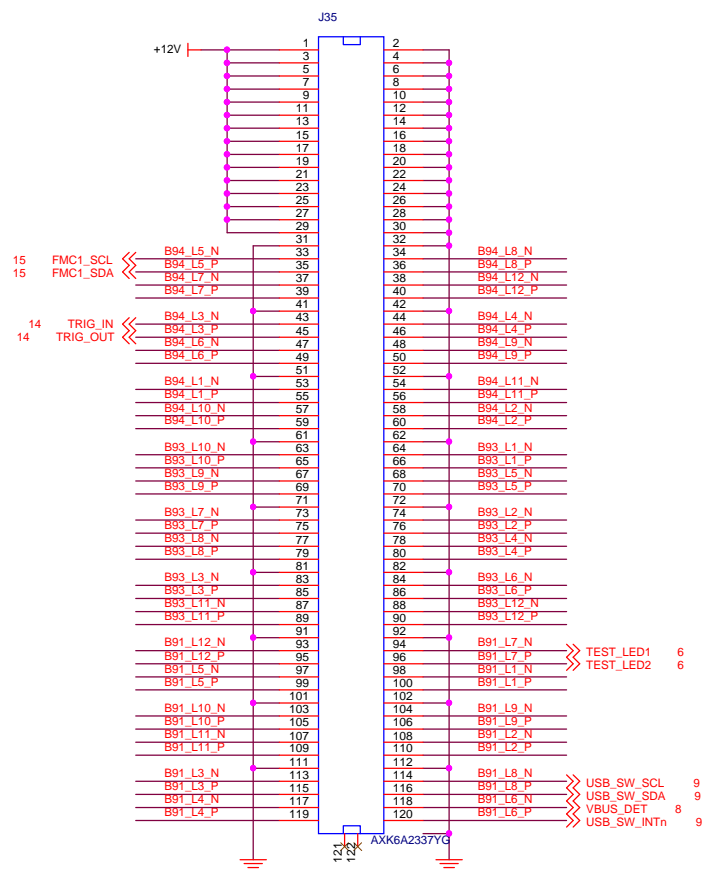 J35
+12V
1 2
3 4
5 6
7 8
9 10
11 12
13 14
15 16
17 18
19 20
21 22
23 24
25 26
27 28
29 30
31 32
15 FMC1_SCL B94_L5_N 33 34 B94_L8_N
15 FMC1_SDA B94_L5_P 35 36 B94_L8_P
B94_L7_N 37 38 B94_L12_N
B94_L7_P 39 40 B94_L12_P
41 42
14 TRIG_IN B94_L3_N 43 44 B94_L4_N
14 TRIG_OUT B94_L3_P 45 46 B94_L4_P
B94_L6_N 47 48 B94_L9_N
B94_L6_P 49 50 B94_L9_P
51 52
B94_L1_N 53 54 B94_L11_N
B94_L1_P 55 56 B94_L11_P
B94_L10_N 57 58 B94_L2_N
B94_L10_P 59 60 B94_L2_P
61 62
B93_L10_N 63 64 B93_L1_N
B93_L10_P 65 66 B93_L1_P
B93_L9_N 67 68 B93_L5_N
B93_L9_P 69 70 B93_L5_P
71 72
B93_L7_N 73 74 B93_L2_N
B93_L7_P 75 76 B93_L2_P
B93_L8_N 77 78 B93_L4_N
B93_L8_P 79 80 B93_L4_P
81 82
B93_L3_N 83 84 B93_L6_N
B93_L3_P 85 86 B93_L6_P
B93_L11_N 87 88 B93_L12_N
B93_L11_P 89 90 B93_L12_P
91 92
B91_L12_N 93 94 B91_L7_N TEST_LED1 6
B91_L12_P 95 96 B91_L7_P TEST_LED2 6
B91_L5_N 97 98 B91_L1_N
B91_L5_P 99 100 B91_L1_P
101 102
B91_L10_N 103 104 B91_L9_N
B91_L10_P 105 106 B91_L9_P
B91_L11_N 107 108 B91_L2_N
B91_L11_P 109 110 B91_L2_P
111 112
B91_L3_N 113 114 B91_L8_N USB_SW_SCL 9
B91_L3_P 115 116 B91_L8_P USB_SW_SDA 9
B91_L4_N 117 118 B91_L6_N VBUS_DET 8
B91_L4_P 119 120 B91_L6_P USB_SW_INTn 9
121 122 AXK6A2337YG